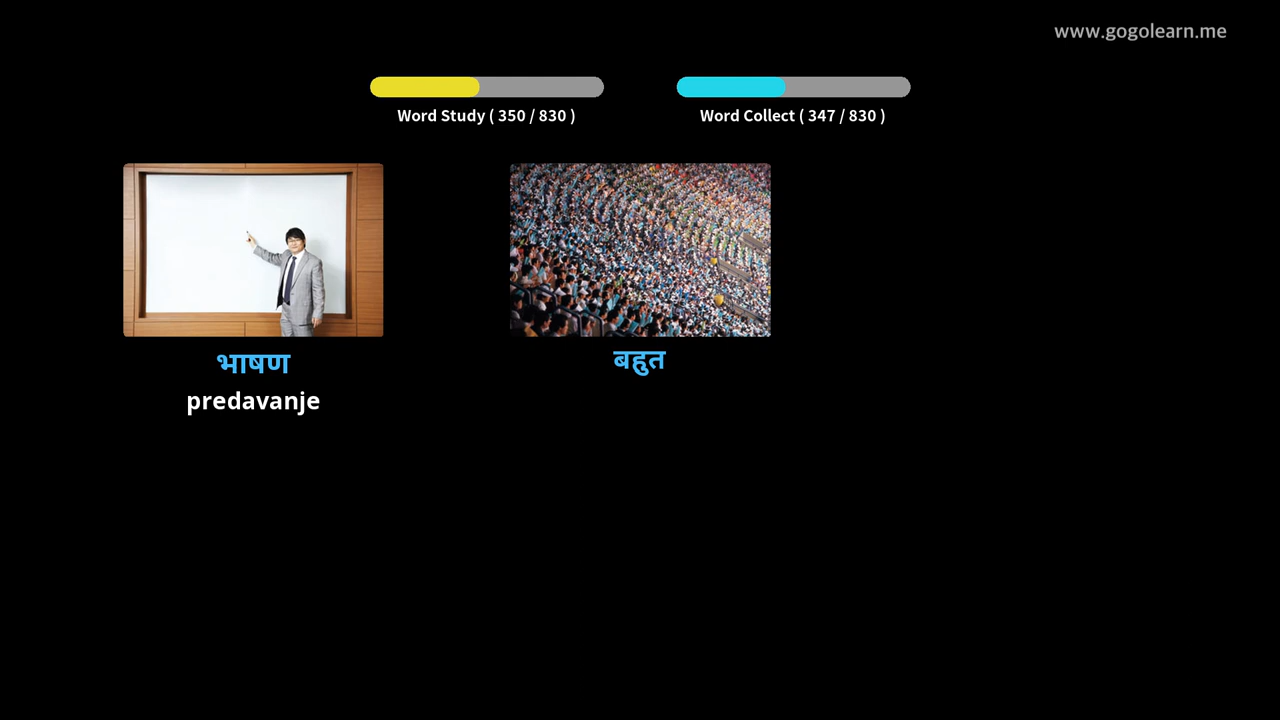 www.gogolearn.me
Word Study ( 350 / 830 )
Word Collect ( 347 / 830 )
भाषण
predavanje
बहुत